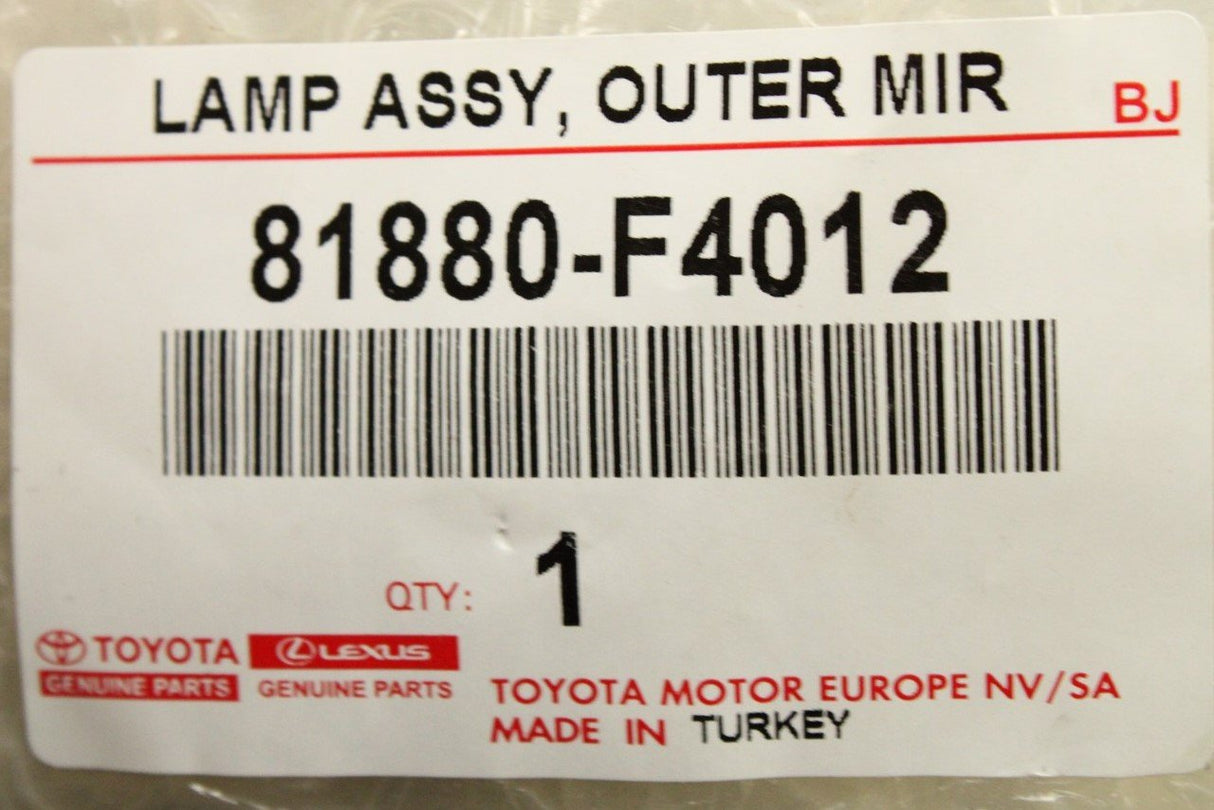 LAMP ASSY, OUTER MIR BJ
81880-F4012
QTY: 1
TOYOTA LEXUS
GENUINE PARTS GENUINE PARTS
TOYOTA MOTOR EUROPE NV/SA
MADE IN TURKEY